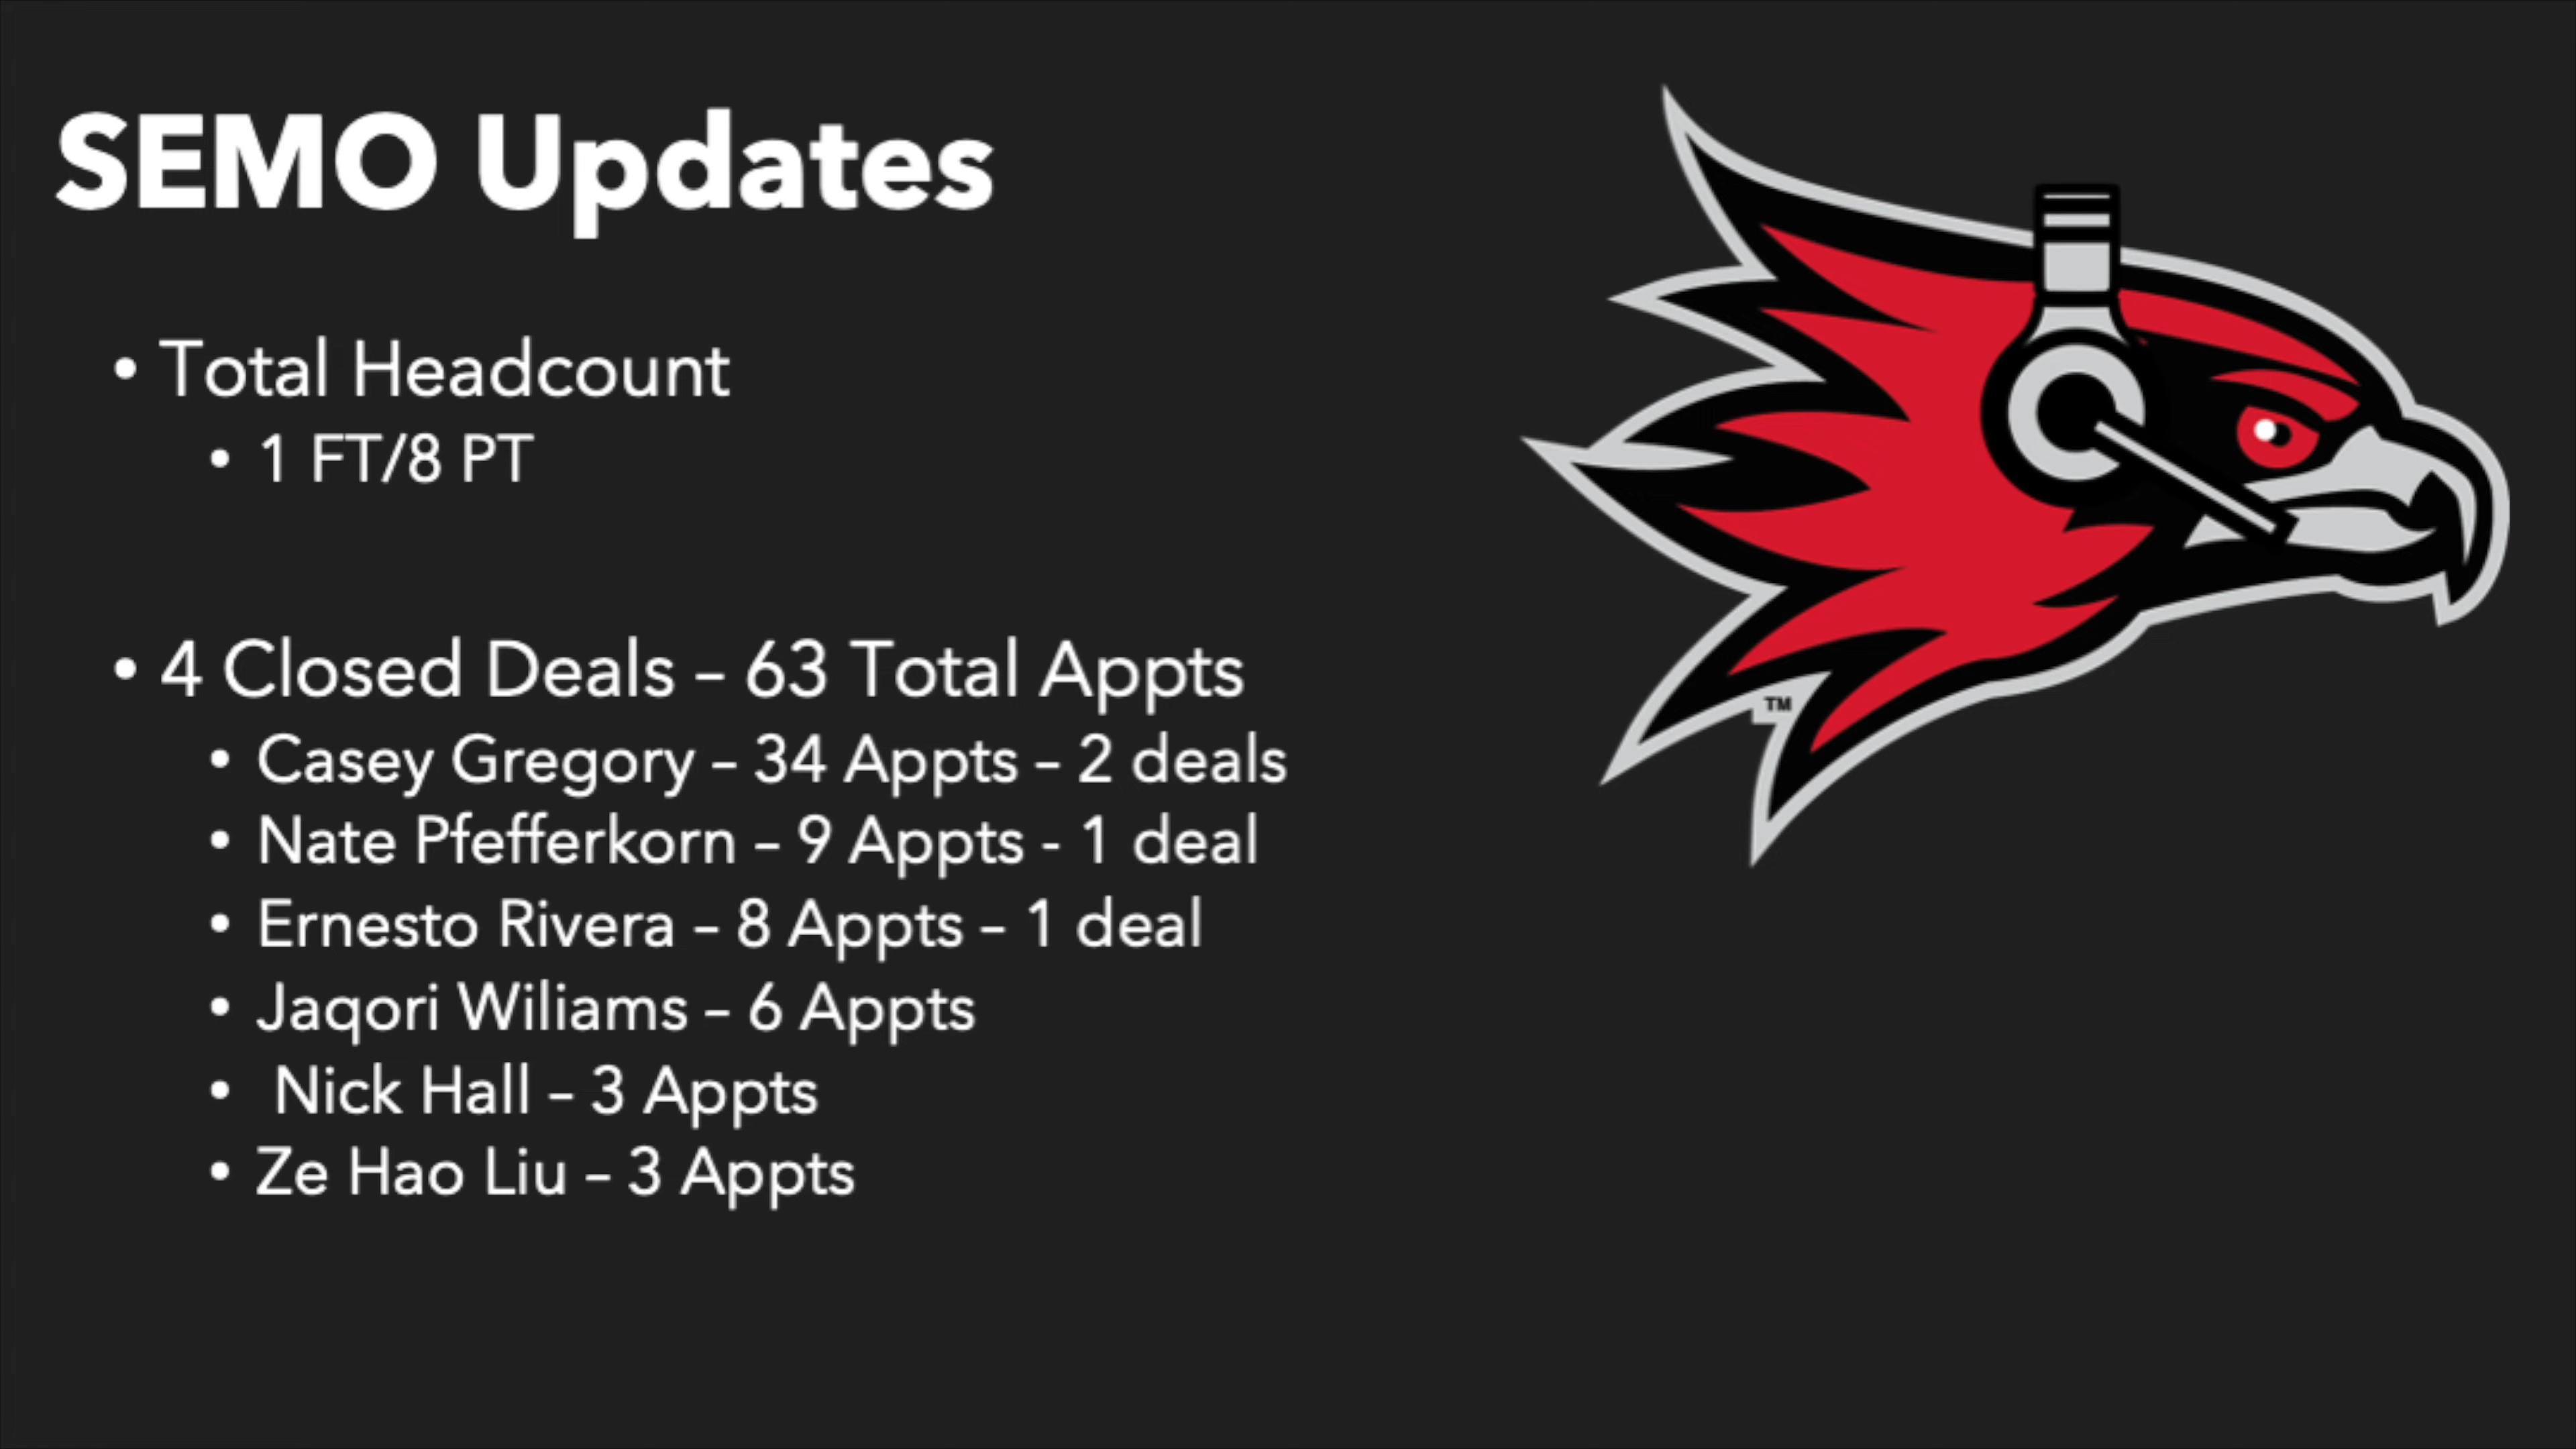 SEMO Updates
• Total Headcount
• 1 FT/8 PT
• 4 Closed Deals – 63 Total Appts
• Casey Gregory – 34 Appts – 2 deals
• Nate Pfefferkorn – 9 Appts - 1 deal
• Ernesto Rivera – 8 Appts – 1 deal
• Jaqori Wiliams – 6 Appts
• Nick Hall – 3 Appts
• Ze Hao Liu – 3 Appts
TM